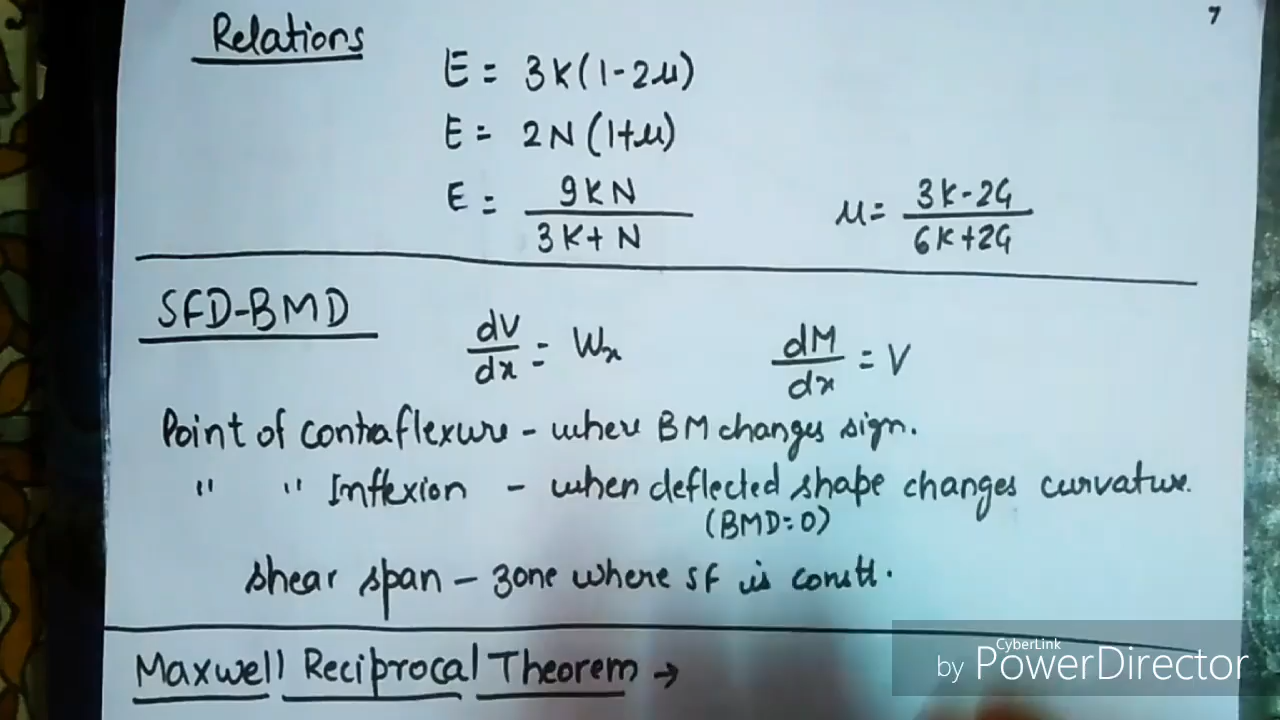 7
Relations
E = 3K(1-2μ)
E = 2N(1+μ)
E = 9KN / 3K+N    μ = 3K-2G / 6K+2G
SFD-BMD    dV/dx = Wx    dM/dx = V
Point of contraflexure - where BM changes sign.
" " Inflexion - when deflected shape changes curvature.
(BMD=0)
shear span - zone where SF is constt.
Maxwell Reciprocal Theorem →
CyberLink
by PowerDirector